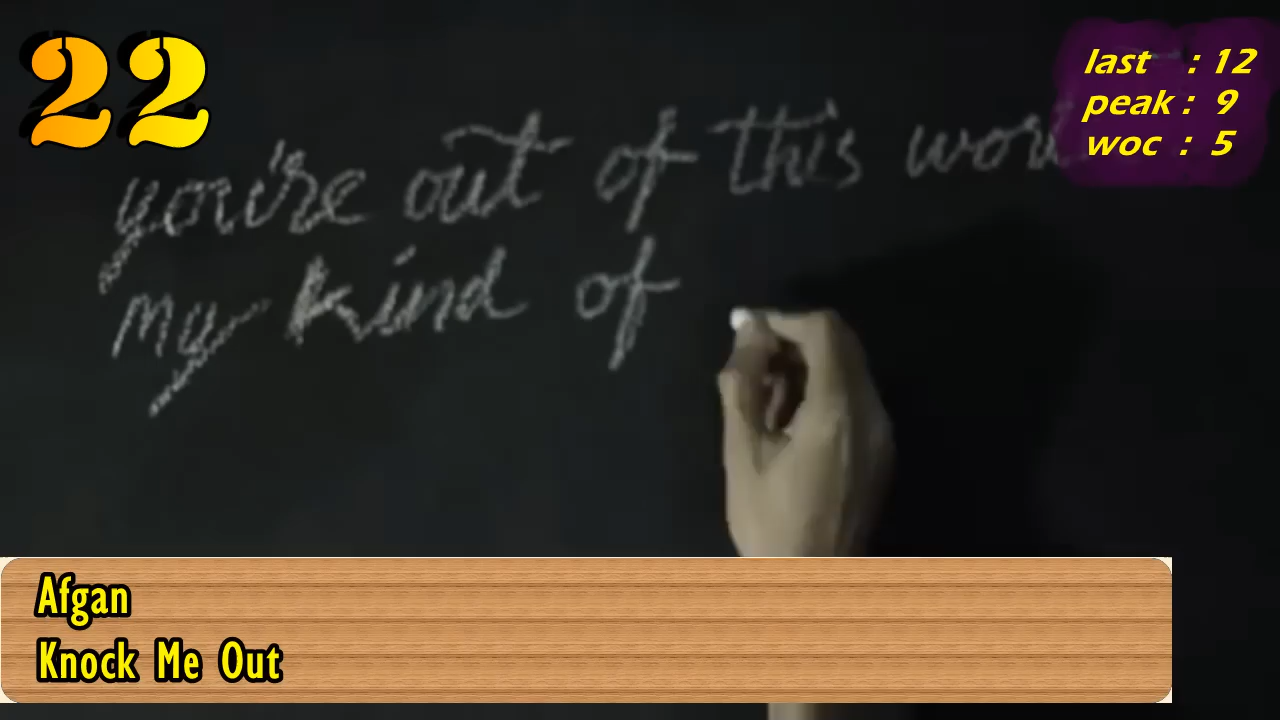 22
last : 12
peak : 9
woc : 5
you're out of this
my kind of
Afgan
Knock Me Out